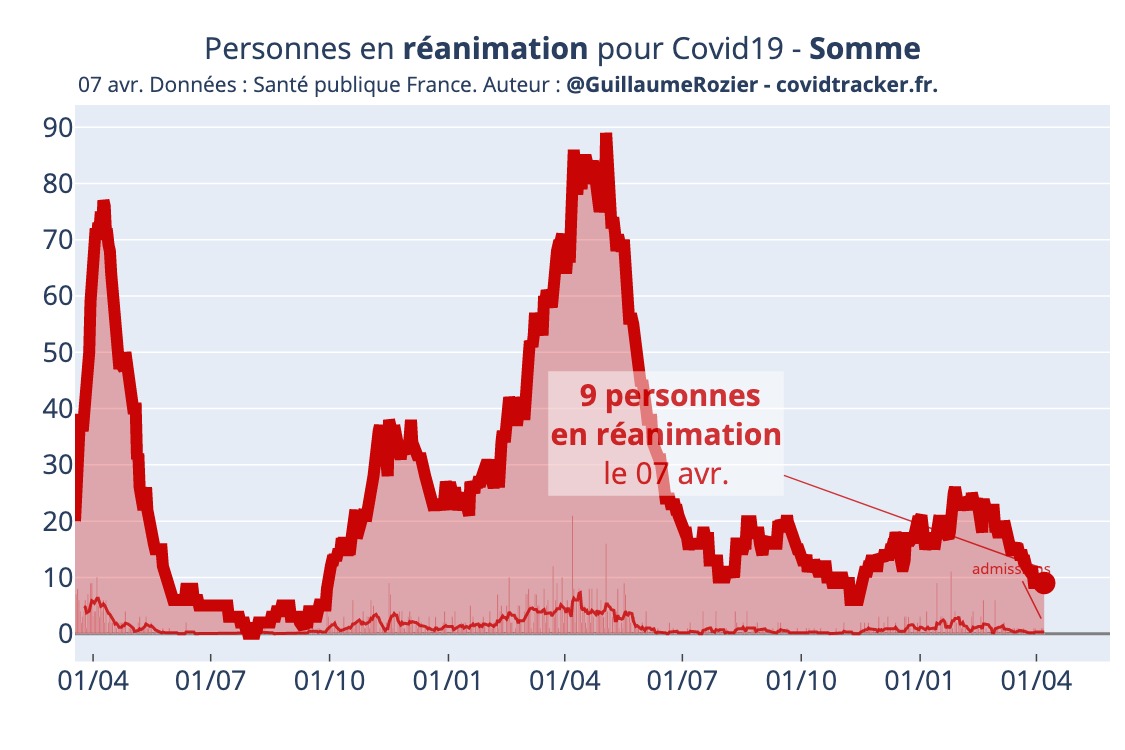 Personnes en réanimation pour Covid19 - Somme
07 avr. Données : Santé publique France. Auteur : @GuillaumeRozier - covidtracker.fr.
90
80
70
60
50
40
30
20
10
0
9 personnes
en réanimation
le 07 avr.
admissions
01/04 01/07 01/10 01/01 01/04 01/07 01/10 01/01 01/04